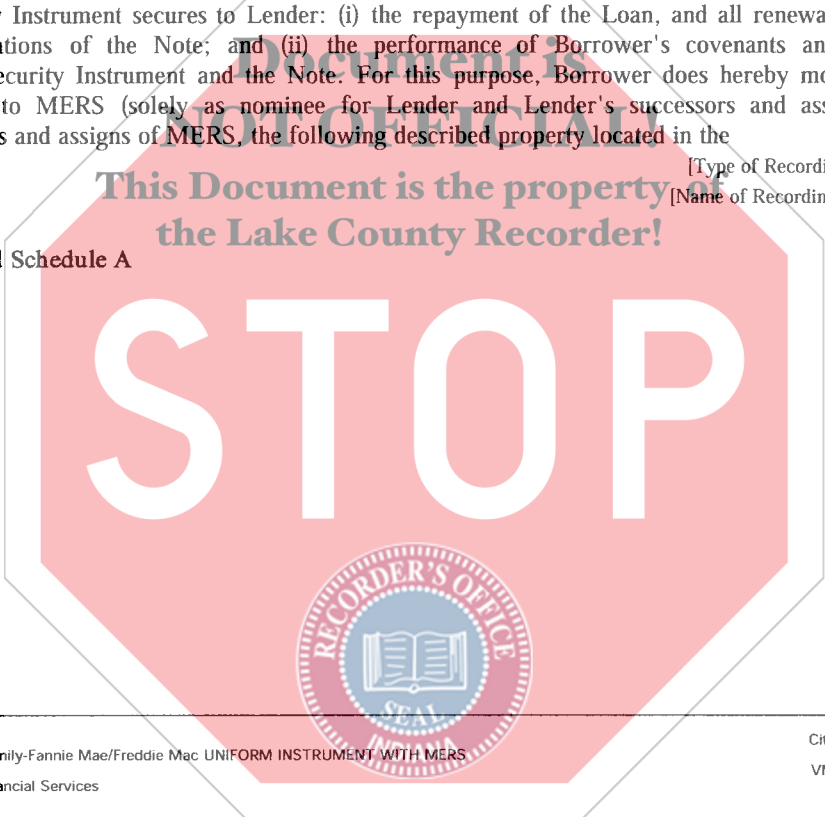 Instrument secures to Lender: (i) the repayment of the Loan, and all renewa
tions of the Note; and (ii) the performance of Borrower's covenants an
ecurity Instrument and the Note. For this purpose, Borrower does hereby mo
to MERS (solely as nominee for Lender and Lender's successors and ass
s and assigns of MERS, the following described property located in the
[Type of Recordi
[Name of Recordin
Schedule A
Document is
NOT OFFICIAL!
This Document is the property of
the Lake County Recorder!
STOP
RECORDER'S OFFICE
SEAL
INDIANA
nily-Fannie Mae/Freddie Mac UNIFORM INSTRUMENT WITH MERS
ancial Services
Cit
VM